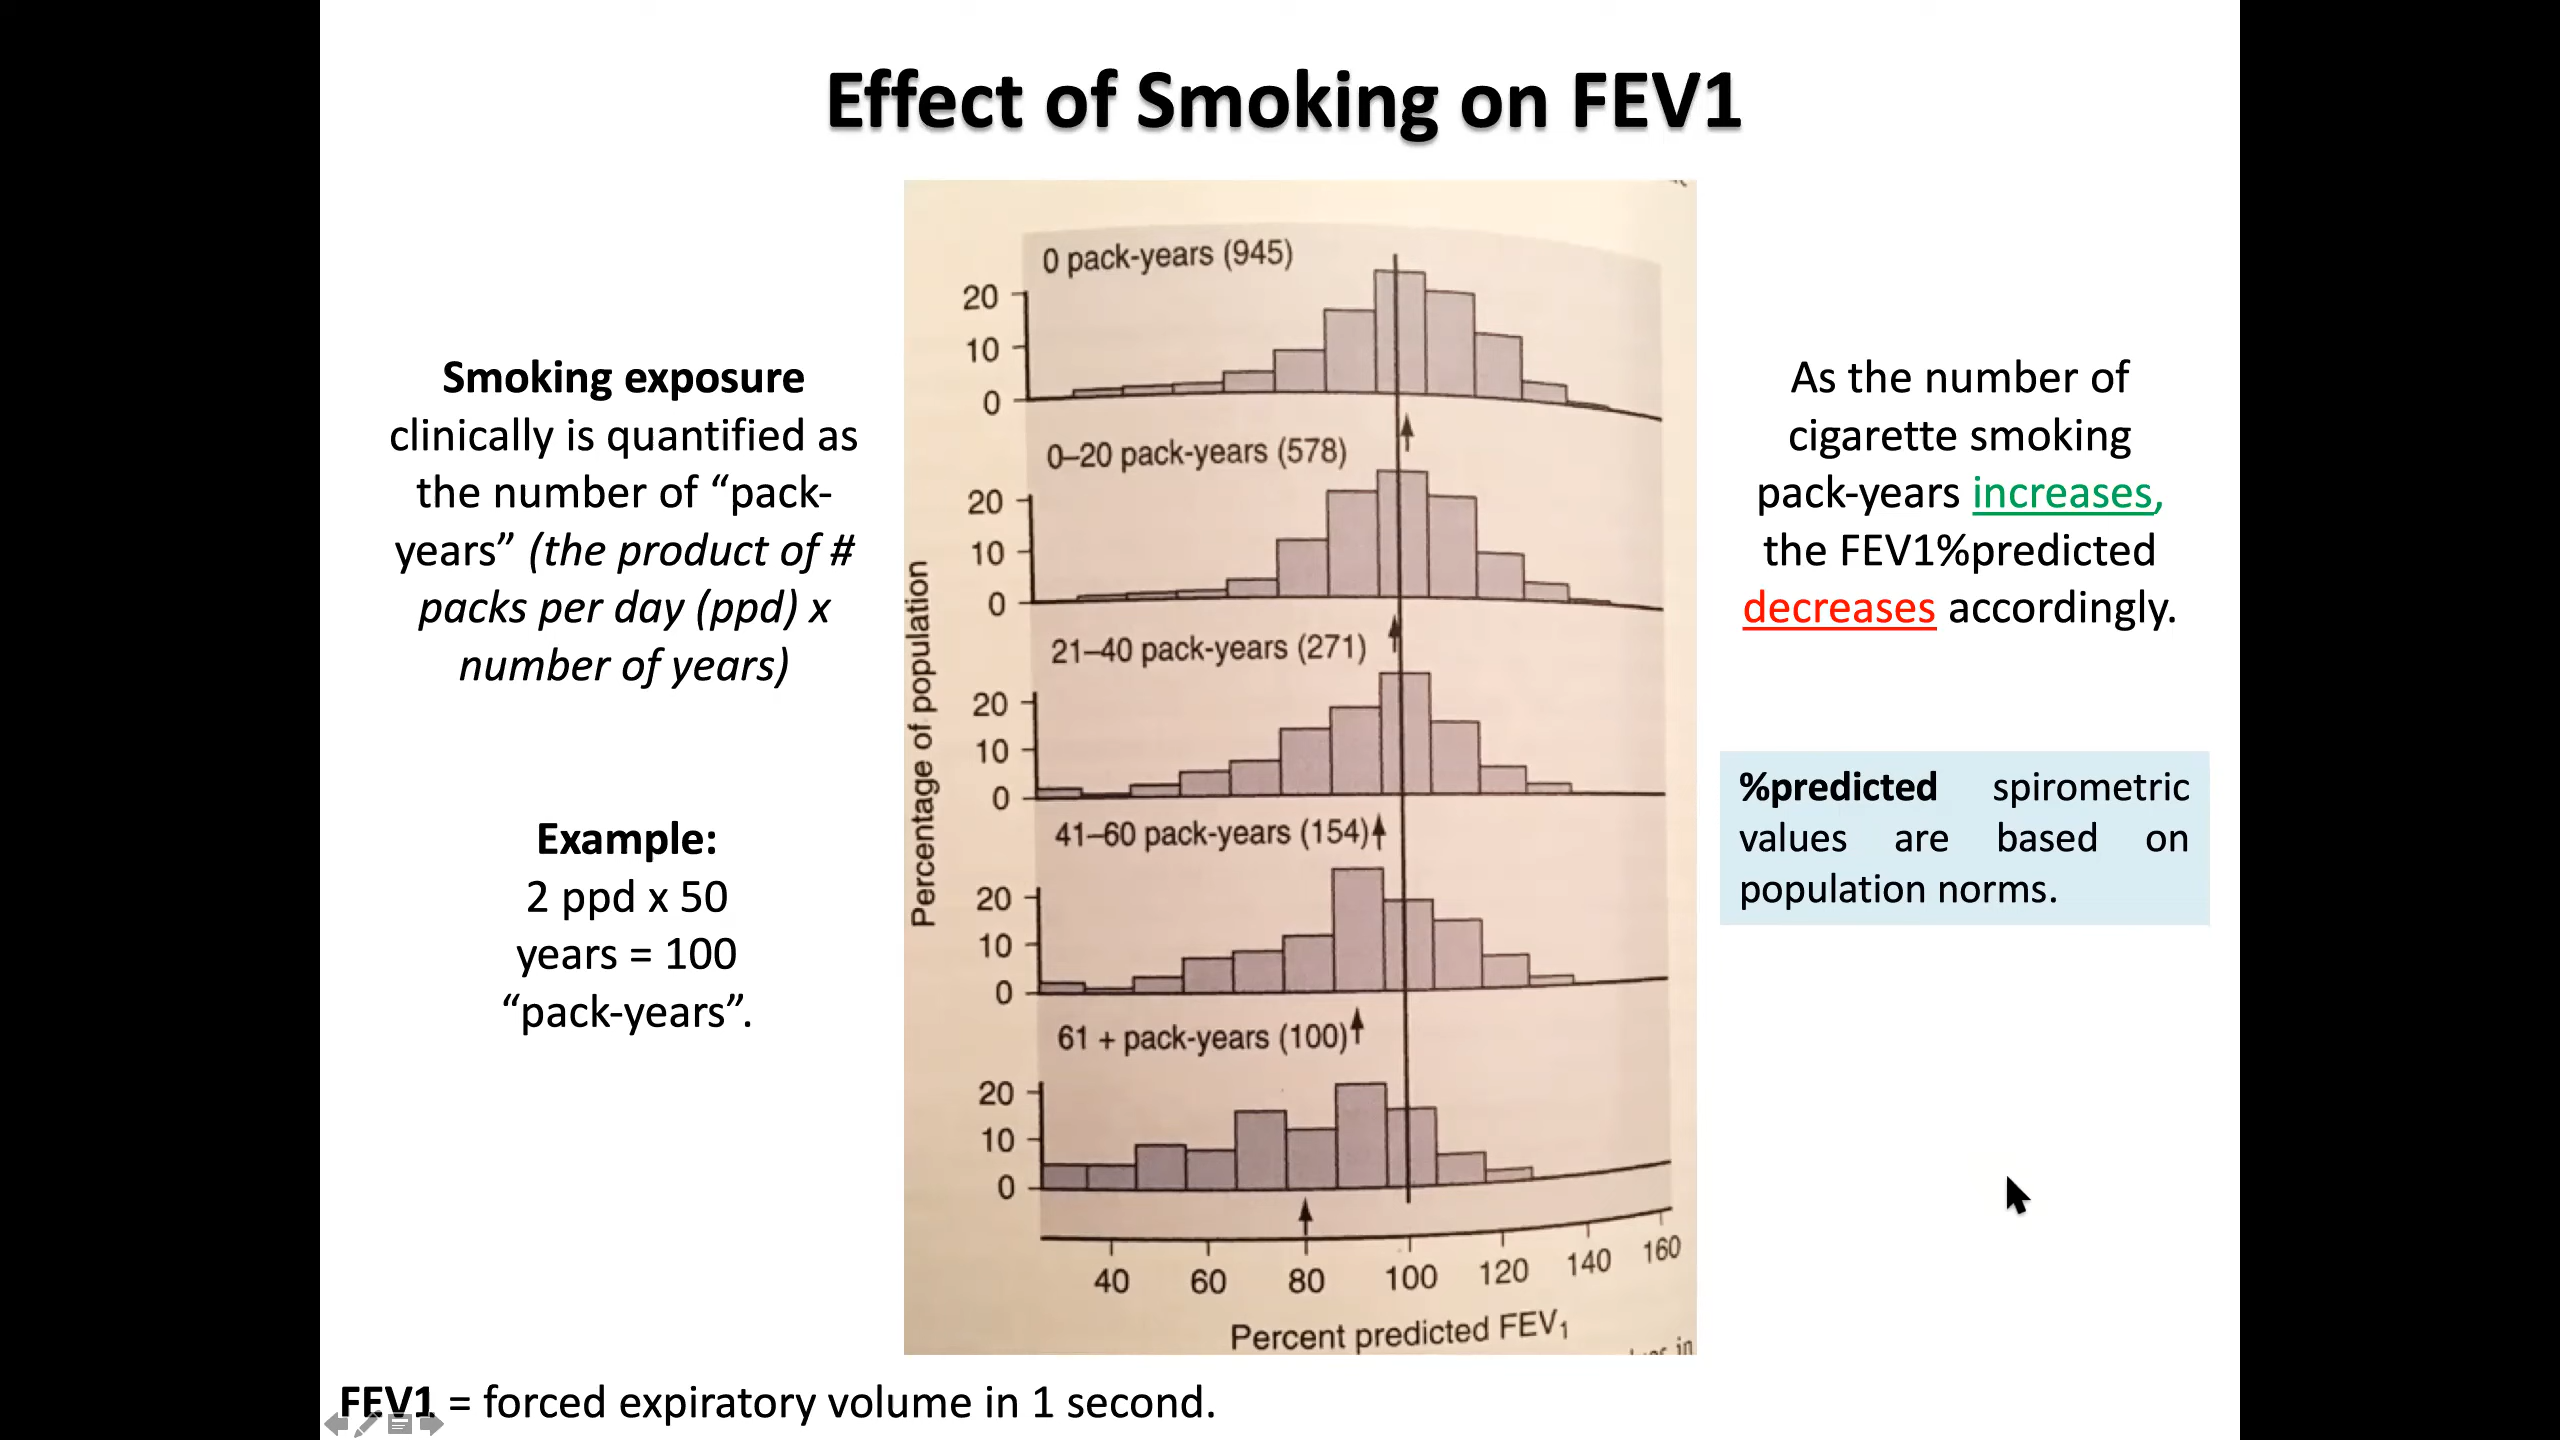 Effect of Smoking on FEV1
Smoking exposure
clinically is quantified as
the number of “pack-
years” (the product of #
packs per day (ppd) x
number of years)
Example:
2 ppd x 50
years = 100
“pack-years”.
Percentage of population
0 pack-years (945)
20
10
0
0–20 pack-years (578)
20
10
0
21–40 pack-years (271)
20
10
0
41–60 pack-years (154)
20
10
0
61 + pack-years (100)
20
10
0
40 60 80 100 120 140 160
Percent predicted FEV₁
in
As the number of
cigarette smoking
pack-years increases,
the FEV1%predicted
decreases accordingly.
%predicted spirometric
values are based on
population norms.
FEV1 = forced expiratory volume in 1 second.